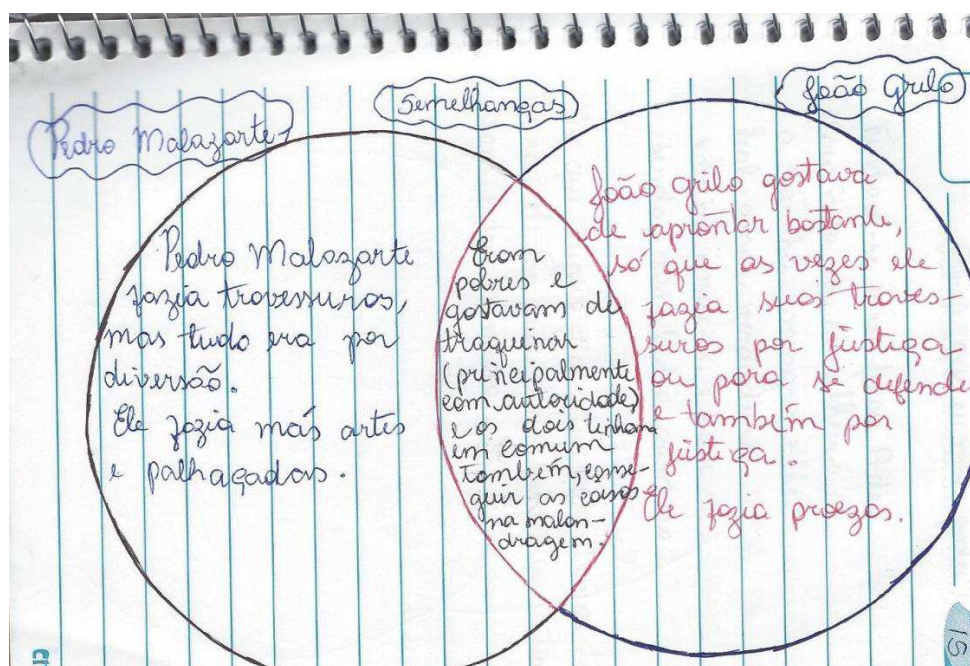 Pedro Malazarte
Semelhanças
João Grilo
Pedro Malazarte
fazia travessuras,
mas tudo era por
diversão.
Ele fazia más artes
e palhaçadas.
Eram
pobres e
gostavam de
traquinar
(principalmente
com autoridade)
e os dois tinham
em comum
também, conse-
guir as coisas
na malan-
dragem.
João grilo gostava
de aprontar bastante,
só que as vezes ele
fazia suas traves-
suras por justiça
ou para se defende
e também por
justiça.
Ele fazia proezas.
15